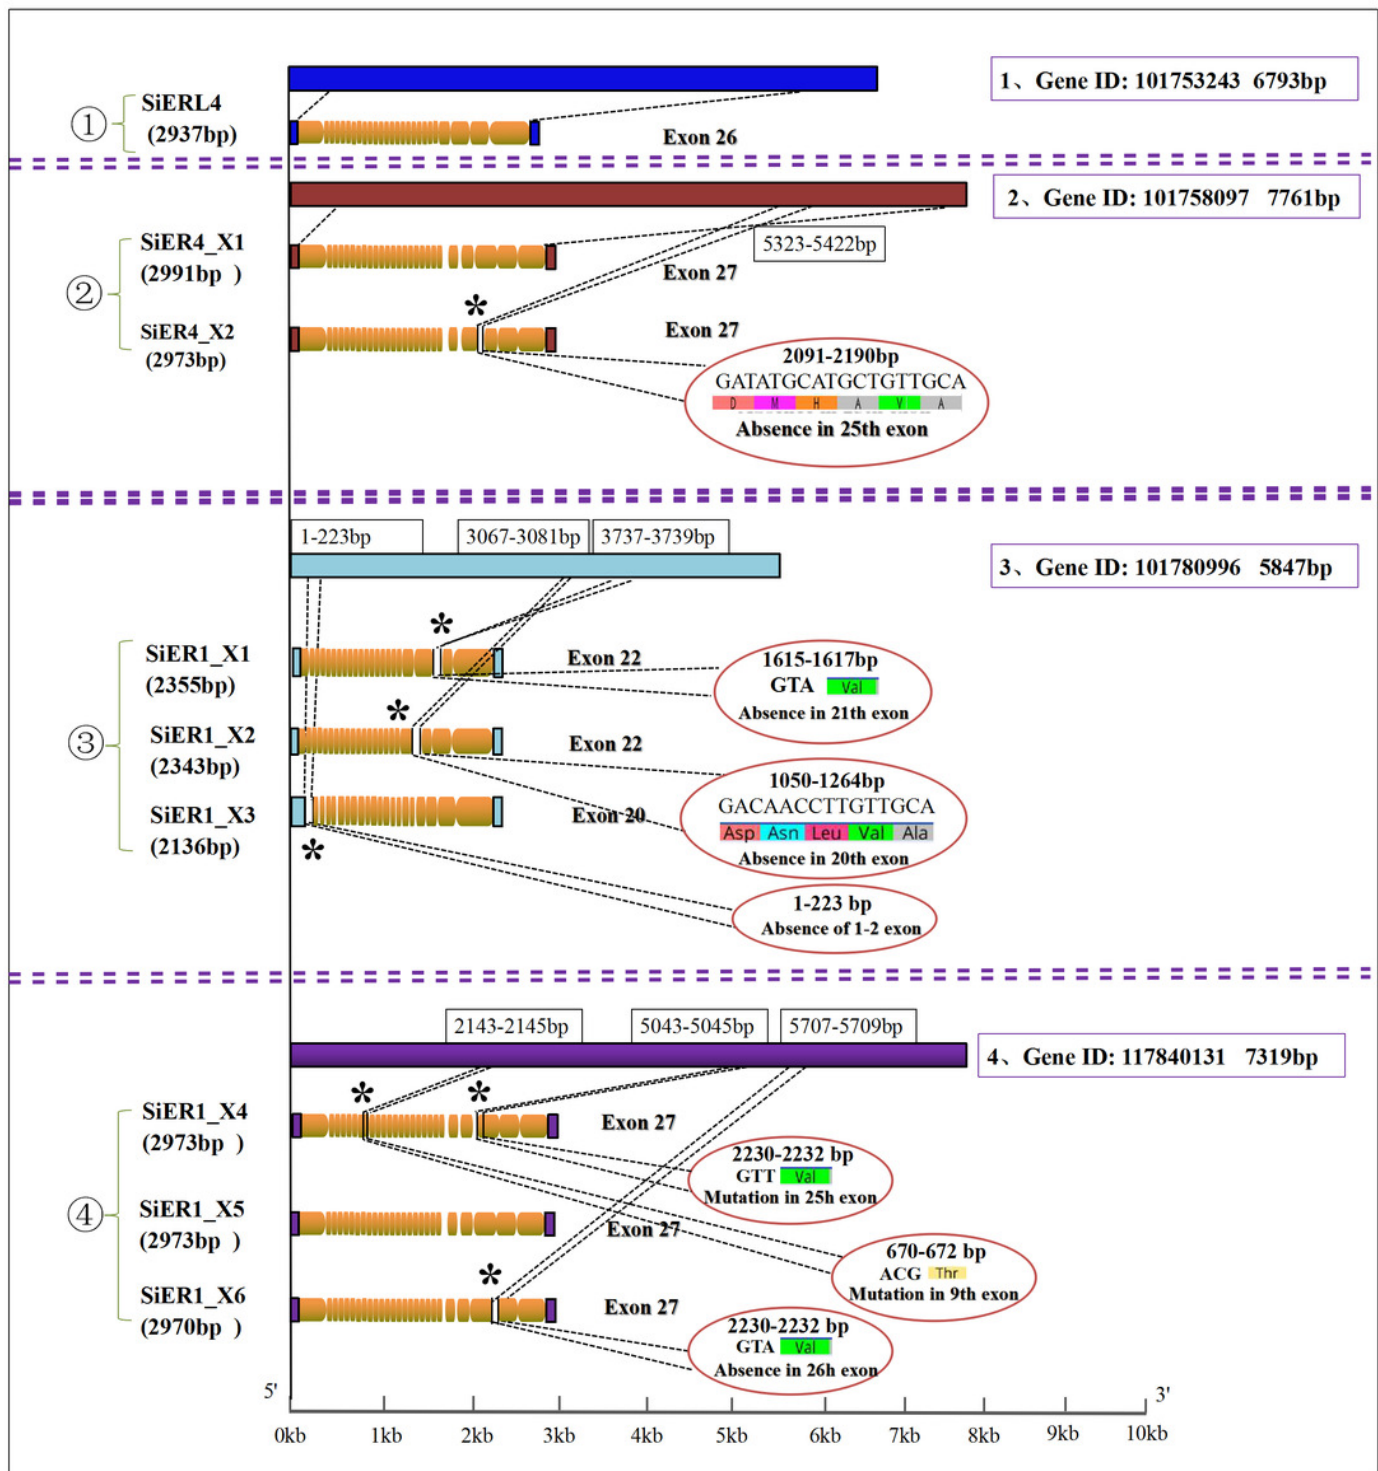 1、Gene ID: 101753243 6793bp
①
SiERL4
(2937bp)
Exon 26
2、Gene ID: 101758097 7761bp
②
SiER4_X1
(2991bp )
5323-5422bp
Exon 27
*
SiER4_X2
(2973bp)
Exon 27
2091-2190bp
GATATGCATGCTGTTGCA
D M H A V A
Absence in 25th exon
1-223bp
3067-3081bp
3737-3739bp
3、Gene ID: 101780996 5847bp
③
*
SiER1_X1
(2355bp)
Exon 22
1615-1617bp
GTA Val
Absence in 21th exon
*
SiER1_X2
(2343bp)
Exon 22
1050-1264bp
GACAACCTTGTTGCA
Asp Asn Leu Val Ala
Absence in 20th exon
SiER1_X3
(2136bp)
Exon 20
*
1-223 bp
Absence of 1-2 exon
2143-2145bp
5043-5045bp
5707-5709bp
4、Gene ID: 117840131 7319bp
④
* *
SiER1_X4
(2973bp )
Exon 27
2230-2232 bp
GTT Val
Mutation in 25h exon
SiER1_X5
(2973bp )
Exon 27
670-672 bp
ACG Thr
Mutation in 9th exon
*
SiER1_X6
(2970bp )
Exon 27
2230-2232 bp
GTA Val
Absence in 26h exon
5' 3'
0kb 1kb 2kb 3kb 4kb 5kb 6kb 7kb 8kb 9kb 10kb